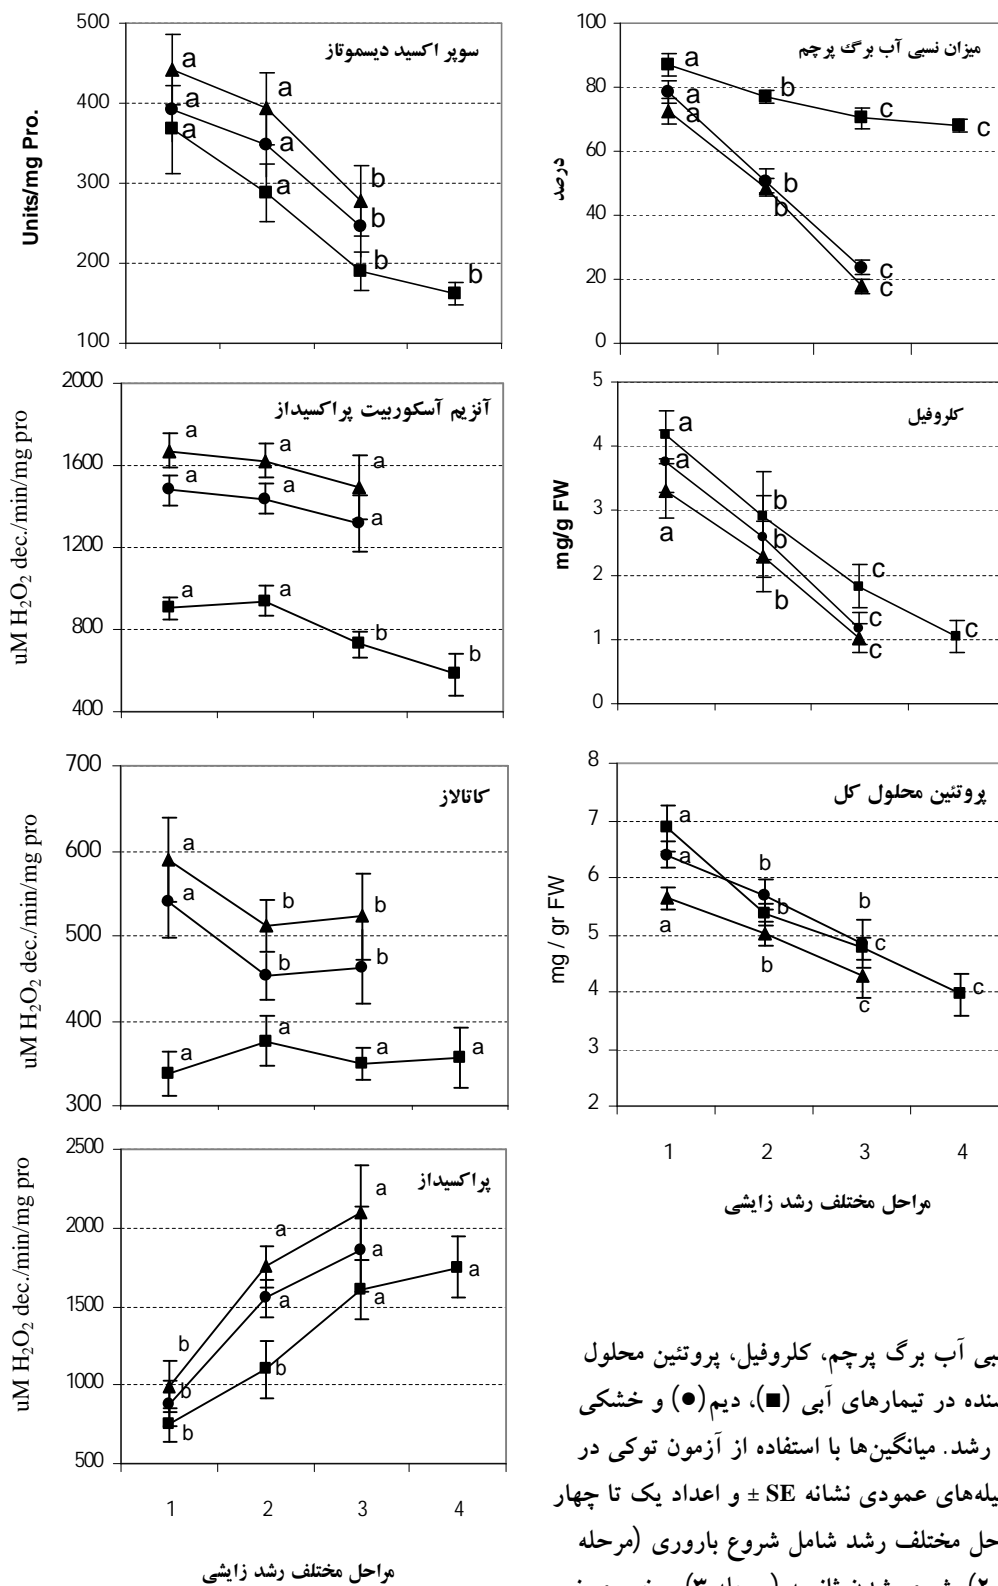 سوپر اکسید دیسموتاز
Units/mg Pro.
500
400
300
200
100
a
a
a
a
a
a
b
b
b
b
میزان نسبی آب برگ پرچم
درصد
100
80
60
40
20
0
a
a
a
b
b
b
c
c
c
c
آنزیم آسکوربیت پراکسیداز
uM H₂O₂ dec./min/mg pro
2000
1600
1200
800
400
a
a
a
a
a
a
a
a
b
b
کلروفیل
mg/g FW
5
4
3
2
1
0
a
a
a
b
b
b
c
c
c
c
کاتالاز
uM H₂O₂ dec./min/mg pro
700
600
500
400
300
a
a
b
b
b
b
a
a
a
a
پروتئین محلول کل
mg / gr FW
8
7
6
5
4
3
2
a
a
a
b
b
b
b
c
c
c
1 2 3 4
مراحل مختلف رشد زایشی
پراکسیداز
uM H₂O₂ dec./min/mg pro
2500
2000
1500
1000
500
b
b
b
a
a
b
a
a
a
a
1 2 3 4
مراحل مختلف رشد زایشی
بی آب برگ پرچم، کلروفیل، پروتئین محلول
سنده در تیمارهای آبی (■)، دیم(●) و خشکی
رشد. میانگین‌ها با استفاده از آزمون توکی در
یله‌های عمودی نشانه SE ± و اعداد یک تا چهار
حل مختلف رشد شامل شروع باروری (مرحله